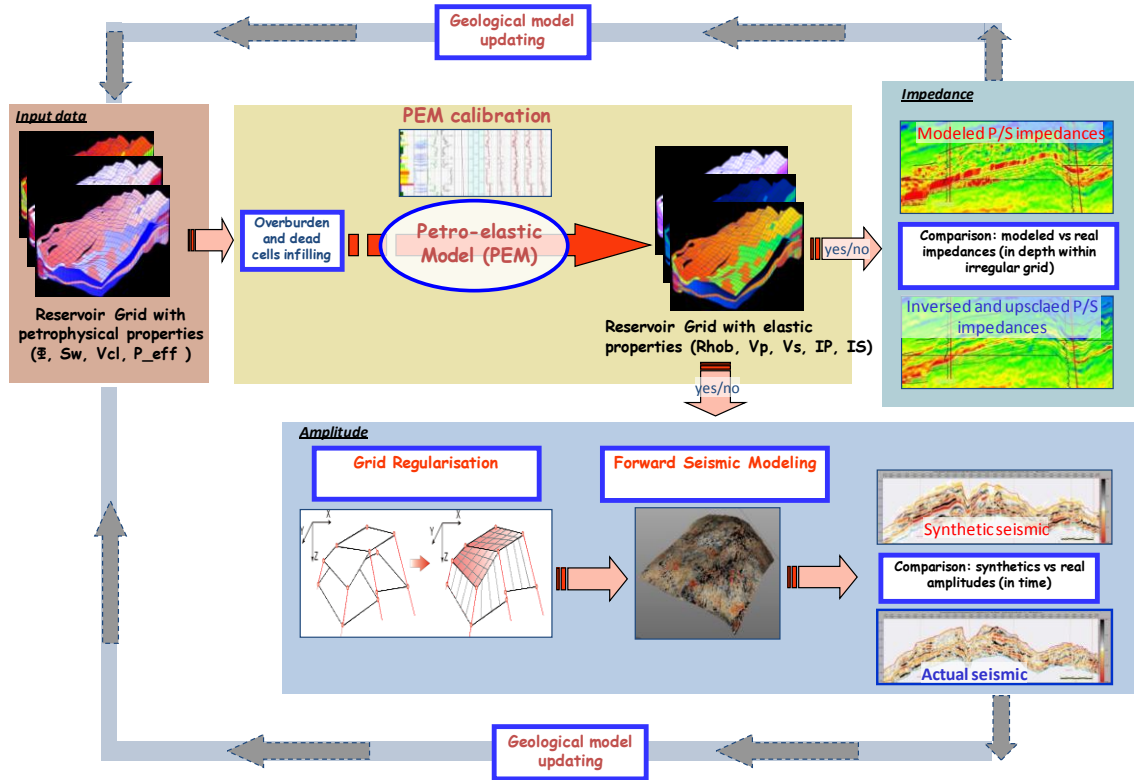 Geological model
updating
Input data
Reservoir Grid with
petrophysical properties
(Φ, Sw, Vcl, P_eff )
PEM calibration
Overburden
and dead
cells infilling
Petro-elastic
Model (PEM)
Reservoir Grid with elastic
properties (Rhob, Vp, Vs, IP, IS)
yes/no
yes/no
Impedance
Modeled P/S impedances
Comparison: modeled vs real
impedances (in depth within
irregular grid)
Inversed and upsclaed P/S
impedances
Amplitude
Grid Regularisation
X
Y
Z
X
Y
Z
Forward Seismic Modeling
Synthetic seismic
Comparison: synthetics vs real
amplitudes (in time)
Actual seismic
Geological model
updating